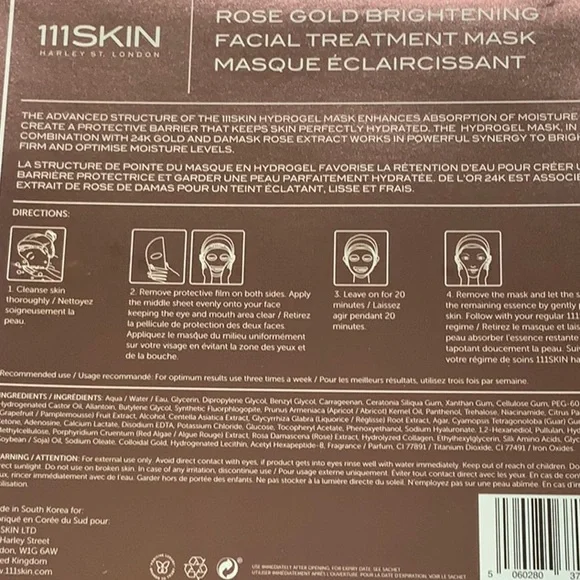 111SKIN
HARLEY ST. LONDON
ROSE GOLD BRIGHTENING
FACIAL TREATMENT MASK
MASQUE ÉCLAIRCISSANT
THE ADVANCED STRUCTURE OF THE 111SKIN HYDROGEL MASK ENHANCES ABSORPTION OF MOISTURE
CREATE A PROTECTIVE BARRIER THAT KEEPS SKIN PERFECTLY HYDRATED. THE HYDROGEL MASK, IN
COMBINATION WITH 24K GOLD AND DAMASK ROSE EXTRACT WORKS IN POWERFUL SYNERGY TO BRIGH
FIRM AND OPTIMISE MOISTURE LEVELS.
LA STRUCTURE DE POINTE DU MASQUE EN HYDROGEL FAVORISE LA RÉTENTION D'EAU POUR CRÉER U
BARRIÈRE PROTECTRICE ET GARDER UNE PEAU PARFAITEMENT HYDRATÉE. DE L'OR 24K EST ASSOCIÉ
EXTRAIT DE ROSE DE DAMAS POUR UN TEINT ÉCLATANT, LISSE ET FRAIS.
DIRECTIONS:
1. Cleanse skin
thoroughly / Nettoyez
soigneusement la
peau.
2. Remove protective film on both sides. Apply
the middle sheet evenly onto your face
keeping the eye and mouth area clear / Retirez
la pellicule de protection des deux faces.
Appliquez le masque du milieu uniformément
sur votre visage en évitant la zone des yeux et
de la bouche.
3. Leave on for 20
minutes / Laissez
agir pendant 20
minutes.
4. Remove the mask and let the s
the remaining essence by gently
skin. Follow with your regular 111
regime / Retirez le masque et lais
peau absorber l'essence restante
tapotant doucement la peau. Sui
votre régime de soins 111SKIN ha
Recommended use / Usage recommandé: For optimum results use three times a week / Pour les meilleurs résultats, utilisez trois fois par semaine.
INGREDIENTS / INGRÉDIENTS: Aqua / Water / Eau, Glycerin, Dipropylene Glycol, Benzyl Glycol, Carrageenan, Ceratonia Siliqua Gum, Xanthan Gum, Cellulose Gum, PEG-60
Hydrogenated Castor Oil, Allantoin, Butylene Glycol, Synthetic Fluorphlogopite, Prunus Armeniaca (Apricot / Abricot) Kernel Oil, Panthenol, Trehalose, Niacinamide, Citrus Pa
(Grapefruit / Pamplemousse) Fruit Extract, Alcohol, Centella Asiatica Extract, Glycyrrhiza Glabra (Liquorice / Réglisse) Root Extract, Agar, Cyamopsis Tetragonoloba (Guar) Gum
etone, Adenosine, Calcium Lactate, Disodium EDTA, Potassium Chloride, Glucose, Tocopheryl Acetate, Phenoxyethanol, Sodium Hyaluronate, 1,2-Hexanediol, Pullulan, Hyd
Methylcellulose, Porphyridium Cruentum (Red Algae / Algue Rouge) Extract, Rosa Damascena (Rose) Extract, Hydrolyzed Collagen, Ethylhexylglycerin, Silk Amino Acids, Glyci
(Soybean / Soja) Oil, Sodium Oleate, Colloidal Gold, Hydrogenated Lecithin, Acetyl Hexapeptide-8, Fragrance / Parfum, CI 77891 / Titanium Dioxide, CI 77491 / Iron Oxides
ARNING / ATTENTION: For external use only. Avoid direct contact with eyes, if product gets into eyes rinse well with water immediately. Keep out of reach of children. Do
rect sunlight. Do not use on broken skin. In case of any irritation, discontinue use / Pour usage externe uniquement. Éviter tout contact direct avec les yeux. En cas de con
ux, rincer immédiatement avec de l'eau. Garder hors de portée des enfants. Ne pas stocker à la lumière directe du soleil. N'employez pas sur une peau abîmée. En cas d'ir
ilisation.
de in South Korea for:
riqué en Corée du Sud pour:
SKIN LTD
Harley Street
don, W1G 6AW
ed Kingdom
w.111skin.com
USE IMMEDIATELY AFTER OPENING, FOR EXPIRY DATE, SEE SACHET
UTILISER IMMÉDIATEMENT APRÈS L'OUVERTURE. POUR LA DATE D'EXPIRATION, VOIR LE SACHET
5 060280 37